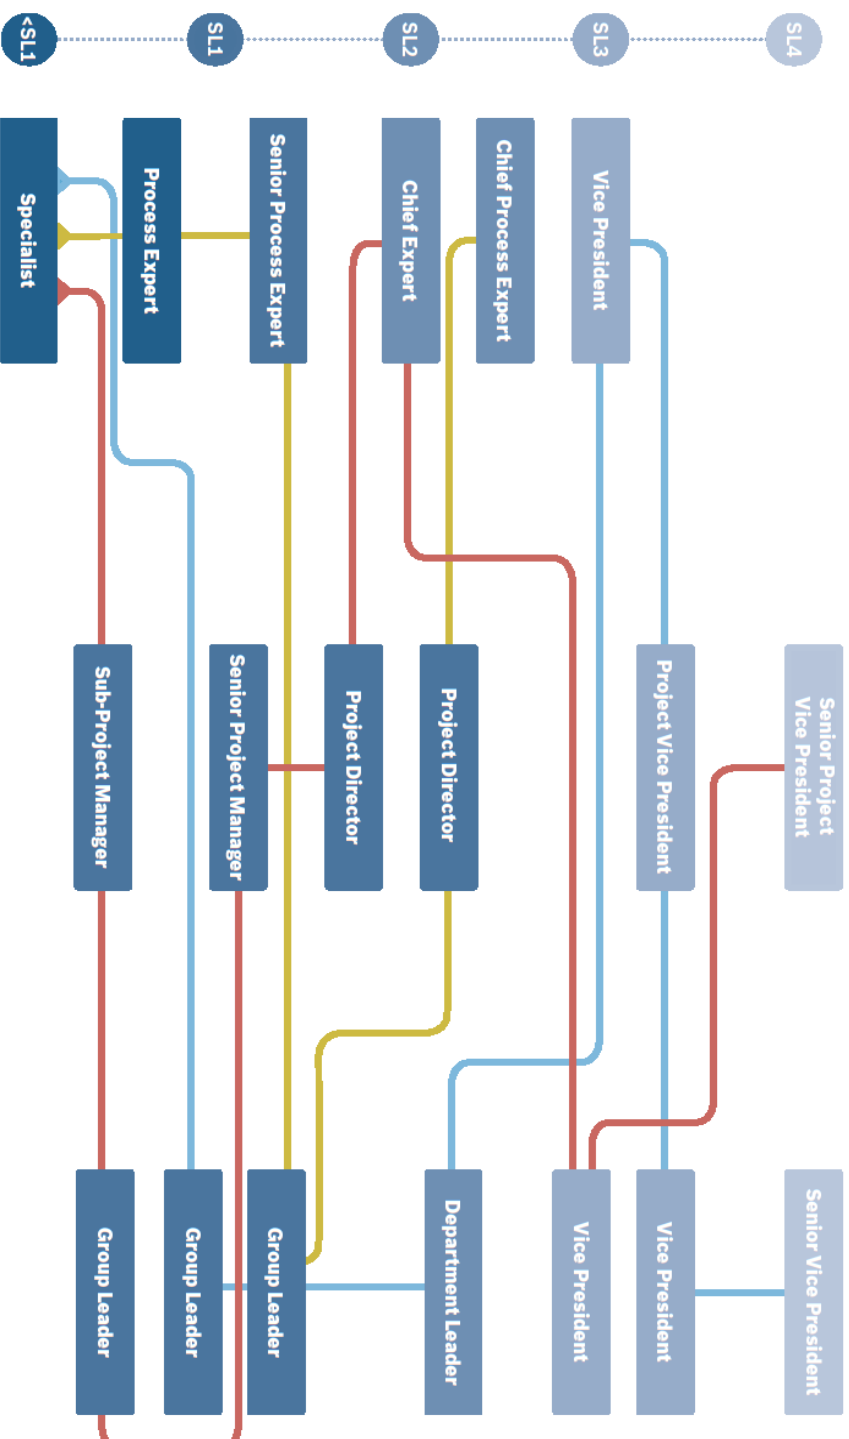 <SL1
SL1
SL2
SL3
SL4
Specialist
Process Expert
Senior Process Expert
Chief Expert
Chief Process Expert
Vice President
Sub-Project Manager
Senior Project Manager
Project Director
Project Director
Project Vice President
Senior Project
Vice President
Group Leader
Group Leader
Group Leader
Department Leader
Vice President
Vice President
Senior Vice President